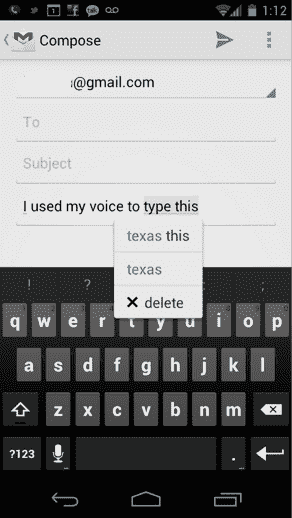 1:12
Compose
@gmail.com
To
Subject
I used my voice to type this
texas this
texas
delete
! ? ;
q w e r t y u i o p
a s d f g h j k l
z x c v b n m
?123 .